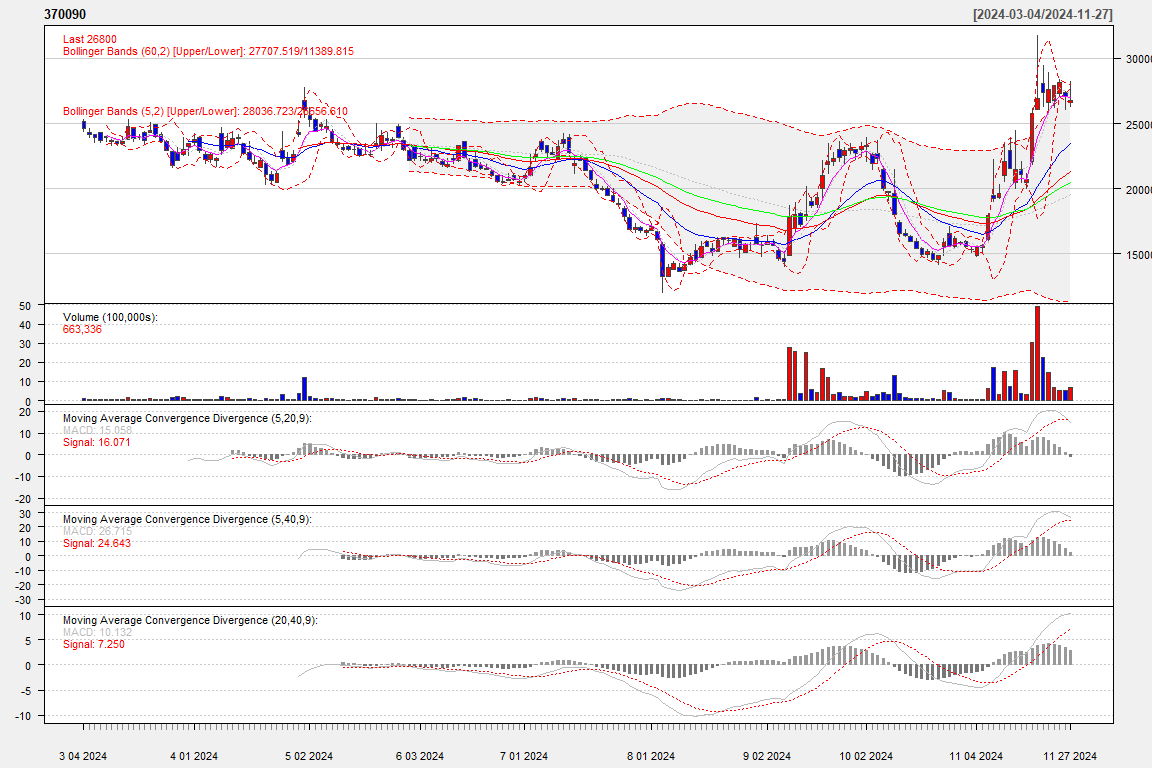 370090 [2024-03-04/2024-11-27]
Last 26800
Bollinger Bands (60,2) [Upper/Lower]: 27707.519/11389.815
Bollinger Bands (5,2) [Upper/Lower]: 28036.723/
30000
25000
20000
15000
Volume (100,000s):
663,336
50
40
30
20
10
0
Moving Average Convergence Divergence (5,20,9):
MACD: 15.058
Signal: 16.071
20
10
0
-10
-20
Moving Average Convergence Divergence (5,40,9):
MACD: 26.715
Signal: 24.643
30
20
10
0
-10
-20
-30
Moving Average Convergence Divergence (20,40,9):
MACD: 10.132
Signal: 7.250
10
5
0
-5
-10
3 04 2024 4 01 2024 5 02 2024 6 03 2024 7 01 2024 8 01 2024 9 02 2024 10 02 2024 11 04 2024 11 27 2024